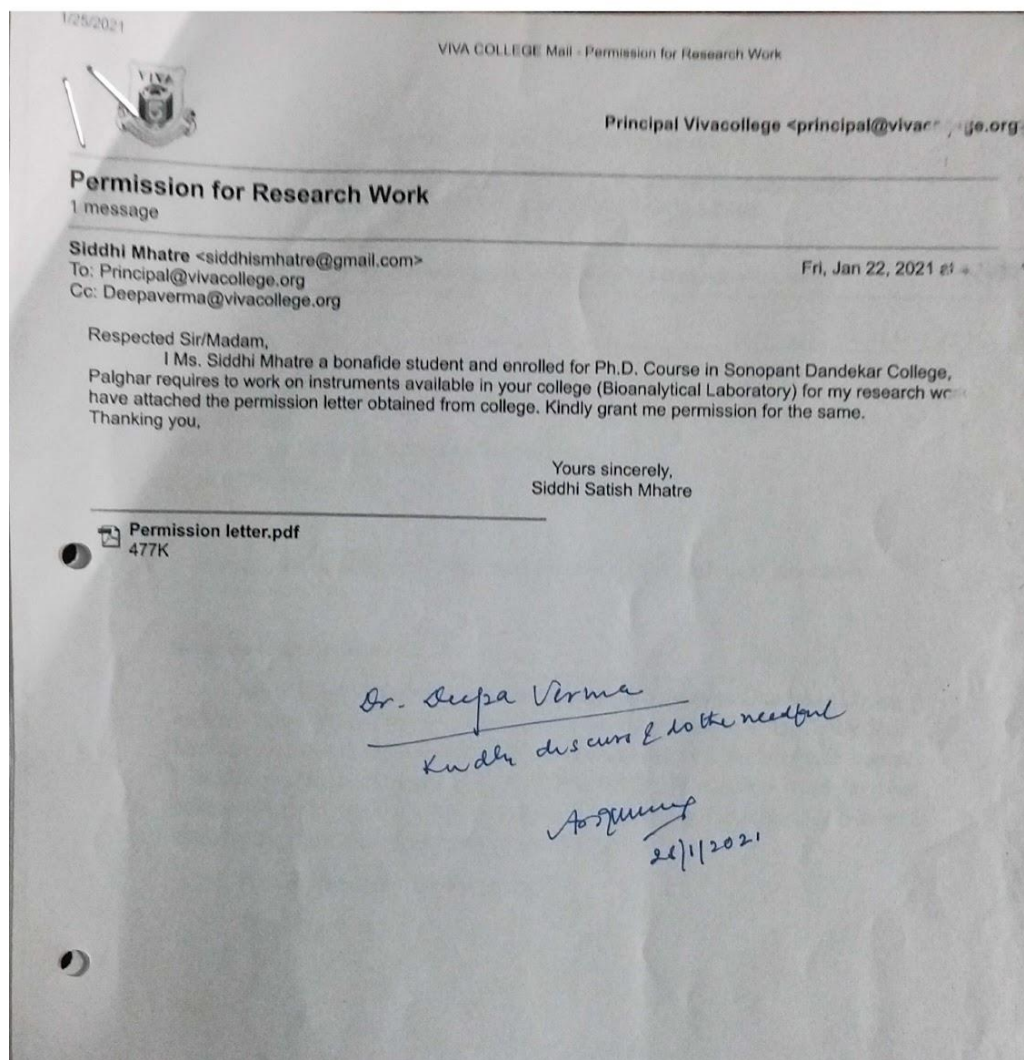 1/25/2021
VIVA COLLEGE Mail - Permission for Research Work
VIVA
Principal Vivacollege
Permission for Research Work
1 message
Siddhi Mhatre <siddhismhatre@gmail.com>
Fri, Jan 22, 2021 at
To: Principal@vivacollege.org
Cc: Deepaverma@vivacollege.org
Respected Sir/Madam,
I Ms. Siddhi Mhatre a bonafide student and enrolled for Ph.D. Course in Sonopant Dandekar College,
Palghar requires to work on instruments available in your college (Bioanalytical Laboratory) for my research
have attached the permission letter obtained from college. Kindly grant me permission for the same.
Thanking you,
Yours sincerely,
Siddhi Satish Mhatre
Permission letter.pdf
477K
Dr. Deepa Verma
Kindly discuss & do the needful